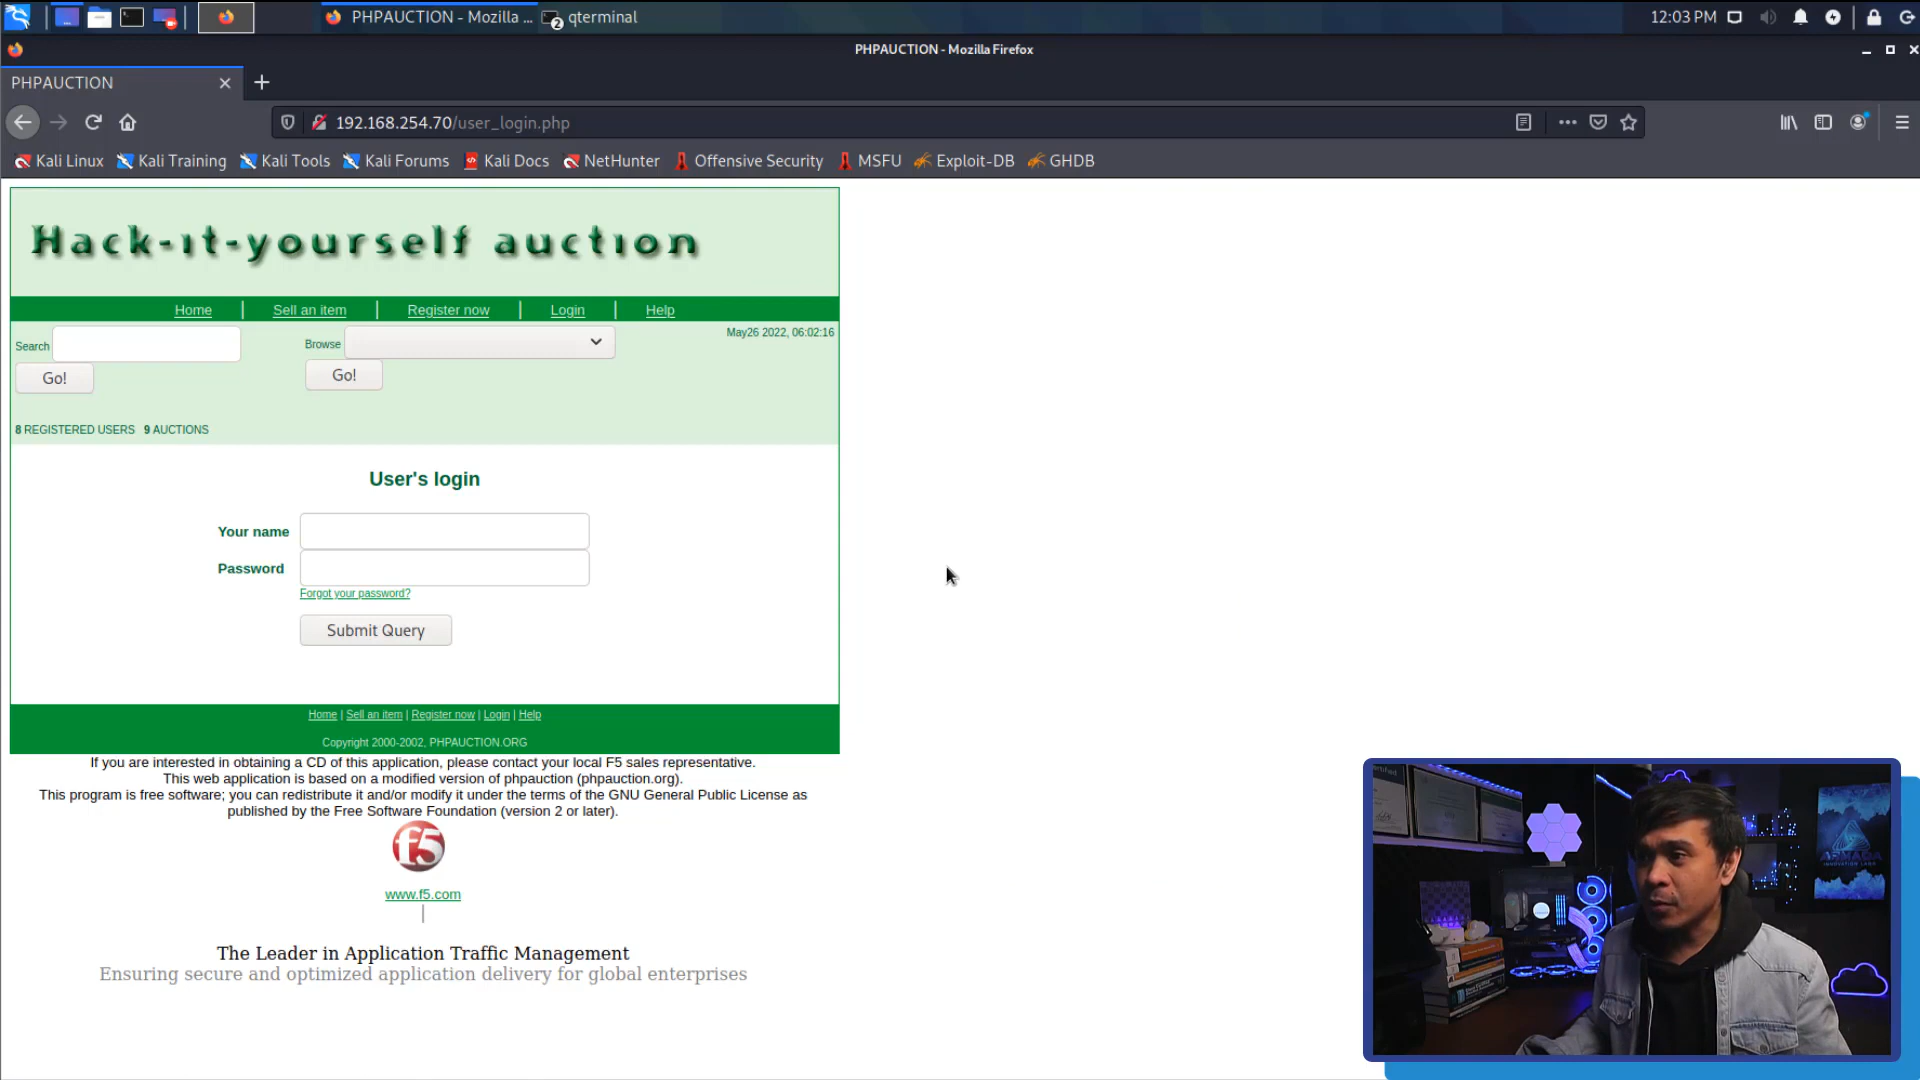 PHPAUCTION - Mozilla ...
2
qterminal
12:03 PM
PHPAUCTION - Mozilla Firefox
PHPAUCTION
192.168.254.70/user_login.php
Kali Linux
Kali Training
Kali Tools
Kali Forums
Kali Docs
NetHunter
Offensive Security
MSFU
Exploit-DB
GHDB
Hack-it-yourself auction
Home | Sell an item | Register now | Login | Help
Search
Browse
May26 2022, 06:02:16
Go!
Go!
8 REGISTERED USERS 9 AUCTIONS
User's login
Your name
Password
Forgot your password?
Submit Query
Home | Sell an item | Register now | Login | Help
Copyright 2000-2002, PHPAUCTION.ORG
If you are interested in obtaining a CD of this application, please contact your local F5 sales representative.
This web application is based on a modified version of phpauction (phpauction.org).
This program is free software; you can redistribute it and/or modify it under the terms of the GNU General Public License as
published by the Free Software Foundation (version 2 or later).
f5
www.f5.com
|
The Leader in Application Traffic Management
Ensuring secure and optimized application delivery for global enterprises
ARMADA